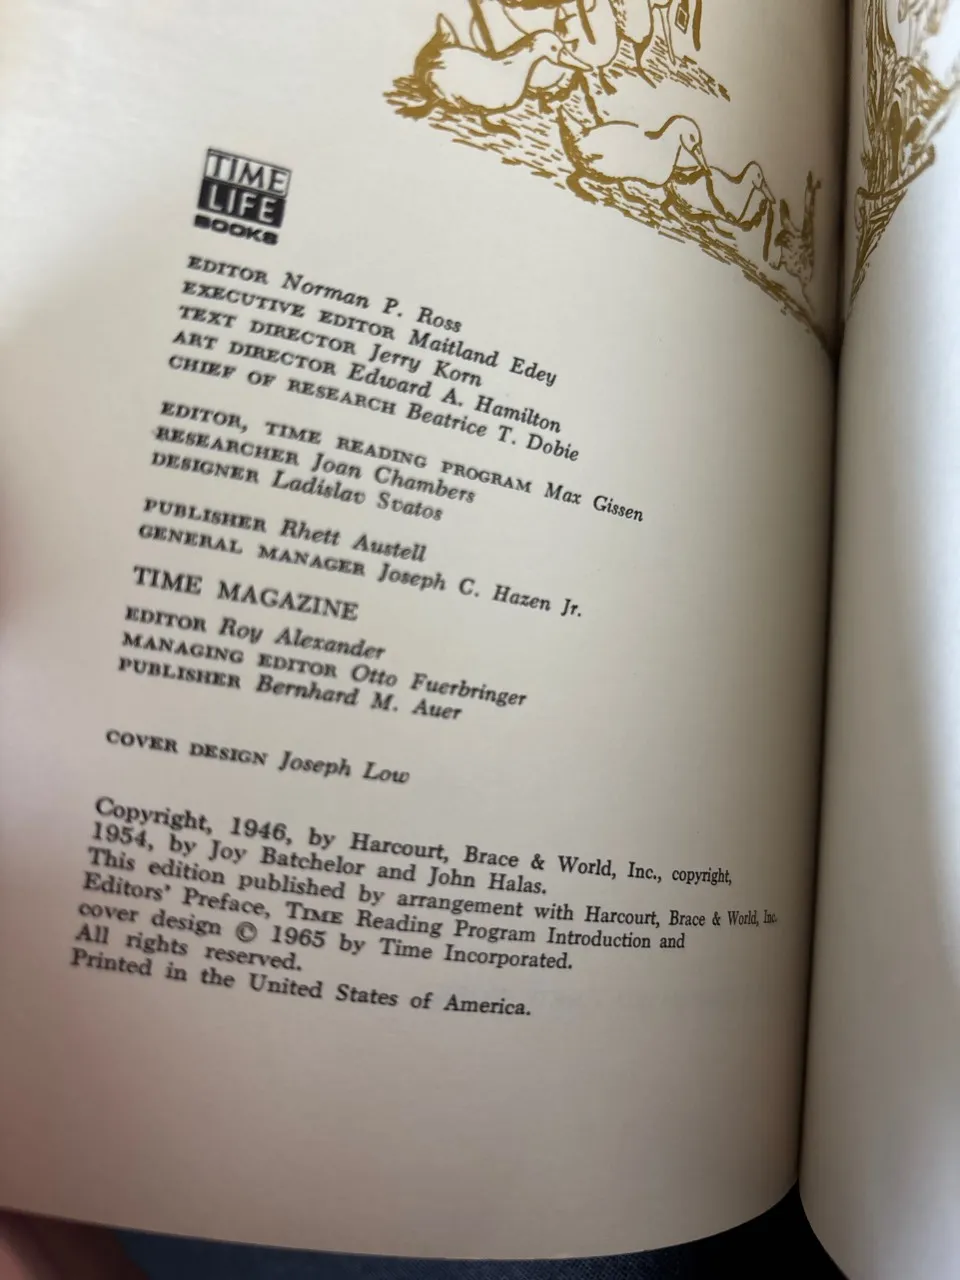 TIME
LIFE
BOOKS
EDITOR Norman P. Ross
EXECUTIVE EDITOR Maitland Edey
TEXT DIRECTOR Jerry Korn
ART DIRECTOR Edward A. Hamilton
CHIEF OF RESEARCH Beatrice T. Dobie
EDITOR, TIME READING PROGRAM Max Gissen
RESEARCHER Joan Chambers
DESIGNER Ladislav Svatos
PUBLISHER Rhett Austell
GENERAL MANAGER Joseph C. Hazen Jr.
TIME MAGAZINE
EDITOR Roy Alexander
MANAGING EDITOR Otto Fuerbringer
PUBLISHER Bernhard M. Auer
COVER DESIGN Joseph Low
Copyright, 1946, by Harcourt, Brace & World, Inc., copyright,
1954, by Joy Batchelor and John Halas.
This edition published by arrangement with Harcourt, Brace & World, Inc.
Editors' Preface, TIME Reading Program Introduction and
cover design © 1965 by Time Incorporated.
All rights reserved.
Printed in the United States of America.